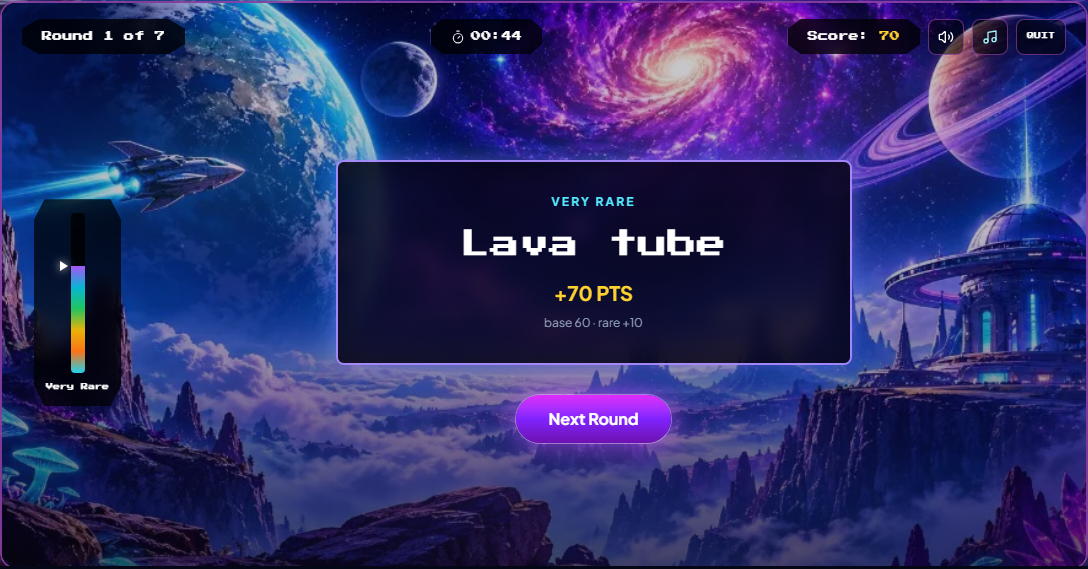 Round 1 of 7
00:44
Score: 70
QUIT
VERY RARE
Lava tube
+70 PTS
base 60 · rare +10
Very Rare
Next Round